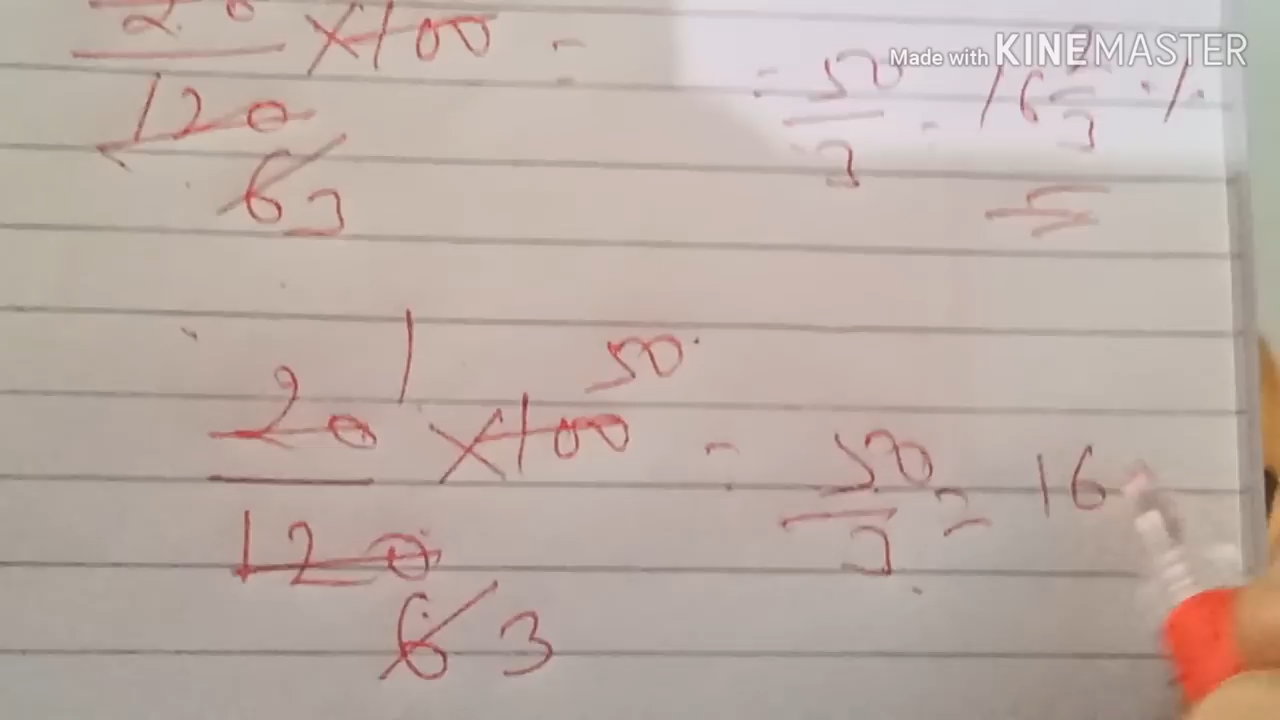 20/120 × 100 =
6 3
= 50/3 = 16 2/3 %
Made with KINEMASTER
1 50
20/120 × 100 = 50/3 = 16
6 3